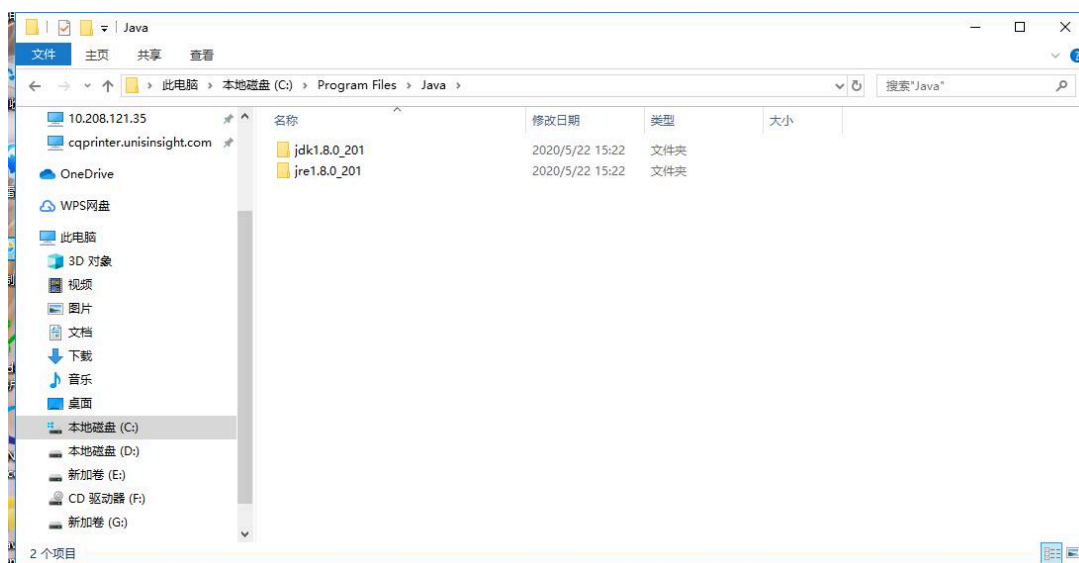 Java
文件 主页 共享 查看
此电脑 › 本地磁盘 (C:) › Program Files › Java ›
搜索"Java"
名称 修改日期 类型 大小
jdk1.8.0_201 2020/5/22 15:22 文件夹
jre1.8.0_201 2020/5/22 15:22 文件夹
10.208.121.35
cqprinter.unisinsight.com
OneDrive
WPS网盘
此电脑
3D 对象
视频
图片
文档
下载
音乐
桌面
本地磁盘 (C:)
本地磁盘 (D:)
新加卷 (E:)
CD 驱动器 (F:)
新加卷 (G:)
2 个项目